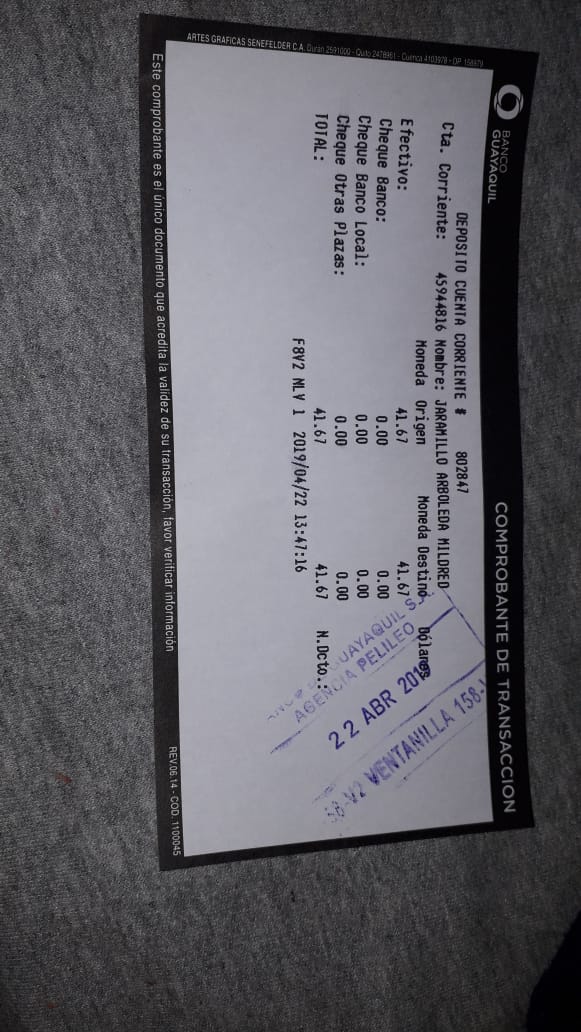 BANCO
GUAYAQUIL
COMPROBANTE DE TRANSACCION
DEPOSITO CUENTA CORRIENTE # 802847
Cta. Corriente: 45944816 Nombre: JARAMILLO ARBOLEDA MILDRED
Moneda Origen Moneda Destino Dólares
Efectivo: 41.67 41.67
Cheque Banco: 0.00 0.00
Cheque Banco Local: 0.00 0.00
Cheque Otras Plazas: 0.00 0.00
TOTAL: 41.67 41.67 N.Dcto.:
F8V2 NLV 1 2019/04/22 13:47:16
GUAYAQUIL S.A.
AGENCIA PELILEO
22 ABR 2019
V2 VENTANILLA 158
ARTES GRAFICAS SENEFELDER C.A.
Este comprobante es el único documento que acredita la validez de su transacción, favor verificar información
REV.06.14 - COD. 1100045